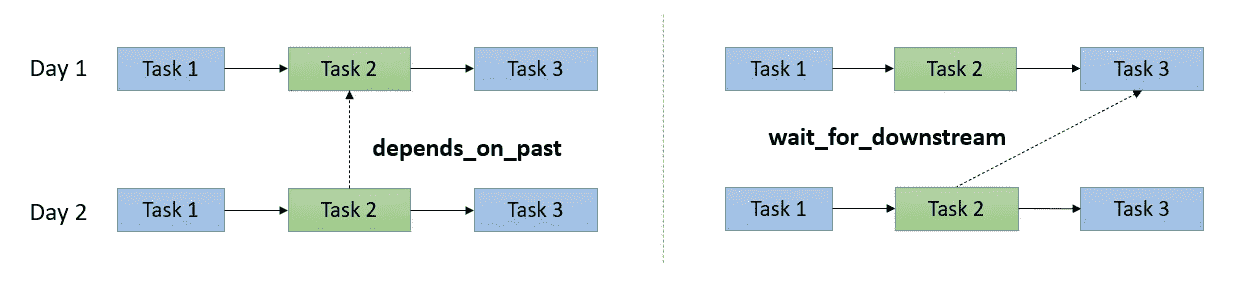 Day 1 Task 1 Task 2 Task 3 Task 1 Task 2 Task 3
depends_on_past wait_for_downstream
Day 2 Task 1 Task 2 Task 3 Task 1 Task 2 Task 3